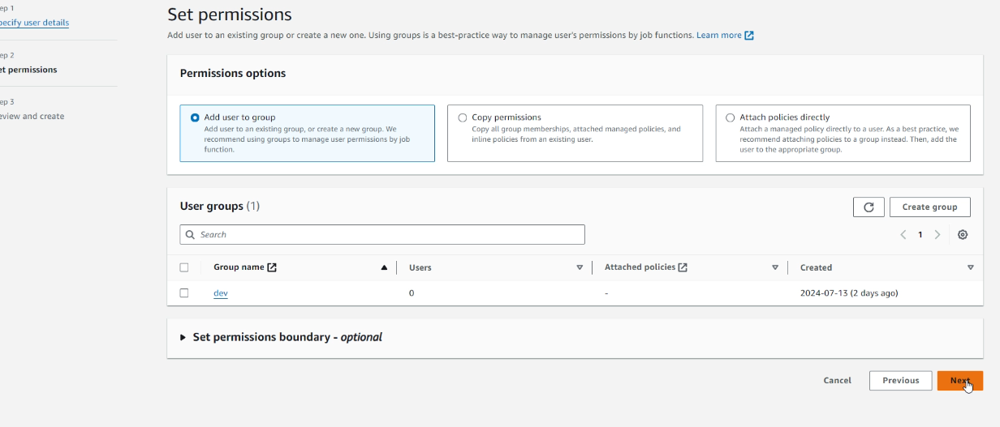 ep 1
pecify user details
ep 2
et permissions
ep 3
eview and create
Set permissions
Add user to an existing group or create a new one. Using groups is a best-practice way to manage user's permissions by job functions. Learn more
Permissions options
Add user to group
Add user to an existing group, or create a new group. We
recommend using groups to manage user permissions by job
function.
Copy permissions
Copy all group memberships, attached managed policies, and
inline policies from an existing user.
Attach policies directly
Attach a managed policy directly to a user. As a best practice, we
recommend attaching policies to a group instead. Then, add the
user to the appropriate group.
User groups (1)
Create group
Search
1
Group name Users Attached policies Created
dev 0 - 2024-07-13 (2 days ago)
Set permissions boundary - optional
Cancel Previous Next